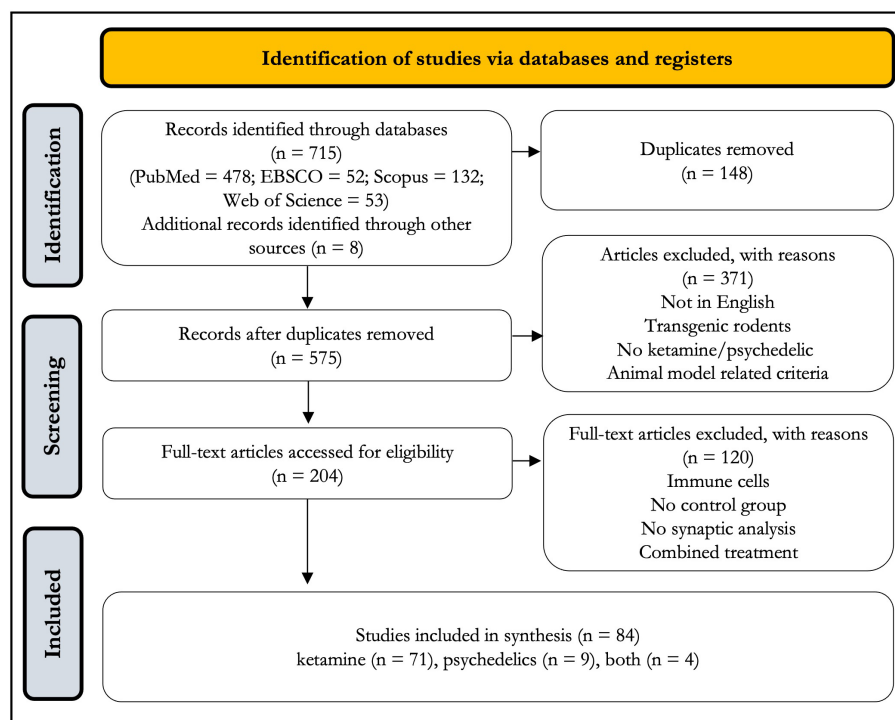 Identification of studies via databases and registers
Identification
Records identified through databases
(n = 715)
(PubMed = 478; EBSCO = 52; Scopus = 132;
Web of Science = 53)
Additional records identified through other
sources (n = 8)
Duplicates removed
(n = 148)
Screening
Records after duplicates removed
(n = 575)
Articles excluded, with reasons
(n = 371)
Not in English
Transgenic rodents
No ketamine/psychedelic
Animal model related criteria
Full-text articles accessed for eligibility
(n = 204)
Full-text articles excluded, with reasons
(n = 120)
Immune cells
No control group
No synaptic analysis
Combined treatment
Included
Studies included in synthesis (n = 84)
ketamine (n = 71), psychedelics (n = 9), both (n = 4)